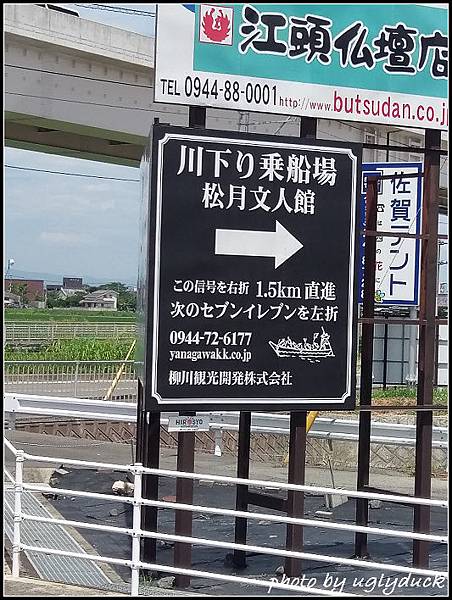 江頭仏壇店
TEL 0944-88-0001 http://www.butsudan.co.jp
川下り乗船場
松月文人館
この信号を右折 1.5km 直進
次のセブンイレブンを左折
0944-72-6177
yanagawakk.co.jp
柳川観光開発株式会社
佐賀
HIROSYO
photo by uglyduck